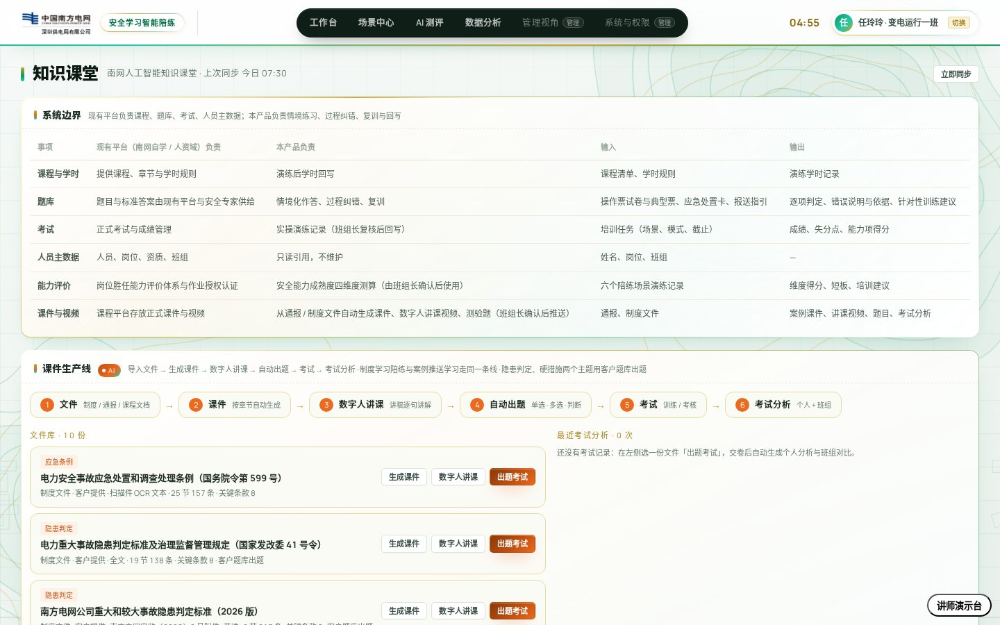 中国南方电网
深圳供电局有限公司
安全学习智能陪练
工作台
场景中心
AI 测评
数据分析
管理视角 管理
系统与权限 管理
04:55
任 任玲玲 · 变电运行一班 切换
知识课堂
南网人工智能知识课堂 · 上次同步 今日 07:30
立即同步
系统边界
现有平台负责课程、题库、考试、人员主数据；本产品负责情境练习、过程纠错、复训与回写
事项 现有平台（南网自学 / 人资域）负责 本产品负责 输入 输出
课程与学时 提供课程、章节与学时规则 演练后学时回写 课程清单、学时规则 演练学时记录
题库 题目与标准答案由现有平台与安全专家供给 情境化作答、过程纠错、复训 操作票试卷与典型票、应急处置卡、报送指引 逐项判定、错误说明与依据、针对性训练建议
考试 正式考试与成绩管理 实操演练记录（班组长复核后回写） 培训任务（场景、模式、截止） 成绩、失分点、能力项得分
人员主数据 人员、岗位、资质、班组 只读引用，不维护 姓名、岗位、班组 —
能力评价 岗位胜任能力评价体系与作业授权认证 安全能力成熟度四维度测算（由班组长确认后使用） 六个陪练场景演练记录 维度得分、短板、培训建议
课件与视频 课程平台存放正式课件与视频 从通报 / 制度文件自动生成课件、数字人讲课视频、测验题（班组长确认后推送） 通报、制度文件 案例课件、讲课视频、题目、考试分析
课件生产线 AI 导入文件 → 生成课件 → 数字人讲课 → 自动出题 → 考试 → 考试分析 · 制度学习陪练与案例推送学习走同一条线 · 隐患判定、硬措施两个主题用客户题库出题
1 文件 制度 / 通报 / 课程文档 → 2 课件 按章节自动生成 → 3 数字人讲课 讲稿逐句讲解 → 4 自动出题 单选 · 多选 · 判断 → 5 考试 训练 / 考核 → 6 考试分析 个人 + 班组
文件库 · 10 份
应急条例
电力安全事故应急处置和调查处理条例（国务院令第 599 号）
制度文件 · 客户提供 · 扫描件 OCR 文本 · 25 节 157 条 · 关键条款 8
生成课件 数字人讲课 出题考试
隐患判定
电力重大事故隐患判定标准及治理监督管理规定（国家发改委 41 号令）
制度文件 · 客户提供 · 全文 · 19 节 138 条 · 关键条款 8 · 客户题库出题
生成课件 数字人讲课 出题考试
隐患判定
南方电网公司重大和较大事故隐患判定标准（2026 版）
生成课件 数字人讲课 出题考试
最近考试分析 · 0 次
还没有考试记录：在左侧选一份文件「出题考试」，交卷后自动生成个人分析与班组对比。
讲师演示台